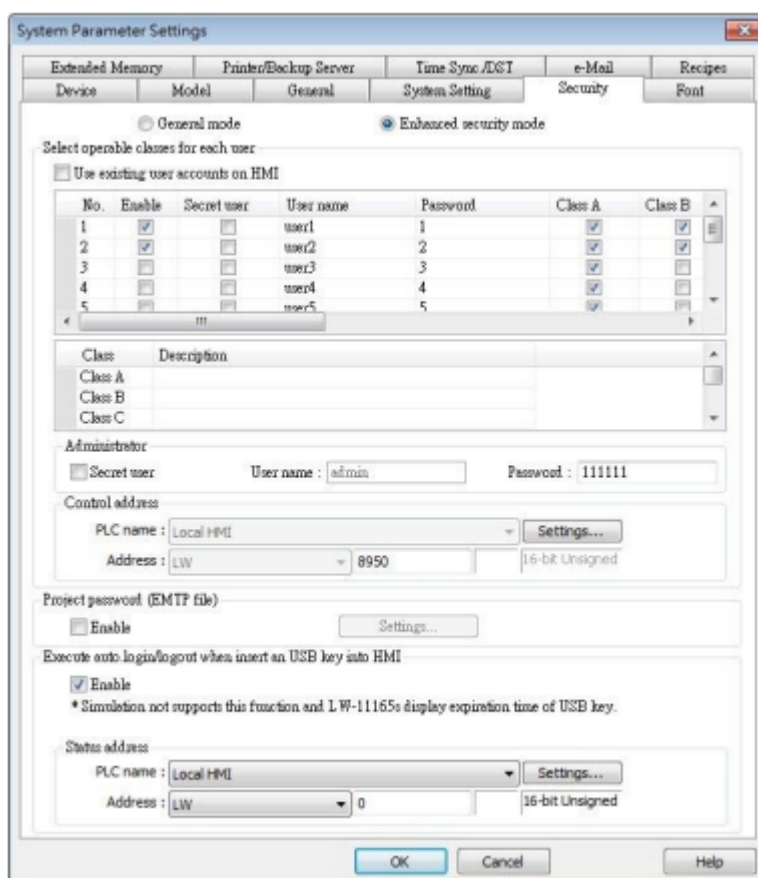 System Parameter Settings
Extended Memory Printer/Backup Server Time Sync./DST e-Mail Recipes
Device Model General System Setting Security Font
General mode Enhanced security mode
Select operable classes for each user
Use existing user accounts on HMI
No. Enable Secret user User name Password Class A Class B
1 user1 1
2 user2 2
3 user3 3
4 user4 4
5 user5 5
Class Description
Class A
Class B
Class C
Administrator
Secret user User name : admin Password : 111111
Control address
PLC name : Local HMI Settings...
Address : LW 8950 16-bit Unsigned
Project password (EMTP file)
Enable Settings...
Execute auto login/logout when insert an USB key into HMI
Enable
* Simulation not supports this function and LW-11165s display expiration time of USB key.
Status address
PLC name : Local HMI Settings...
Address : LW 0 16-bit Unsigned
OK Cancel Help